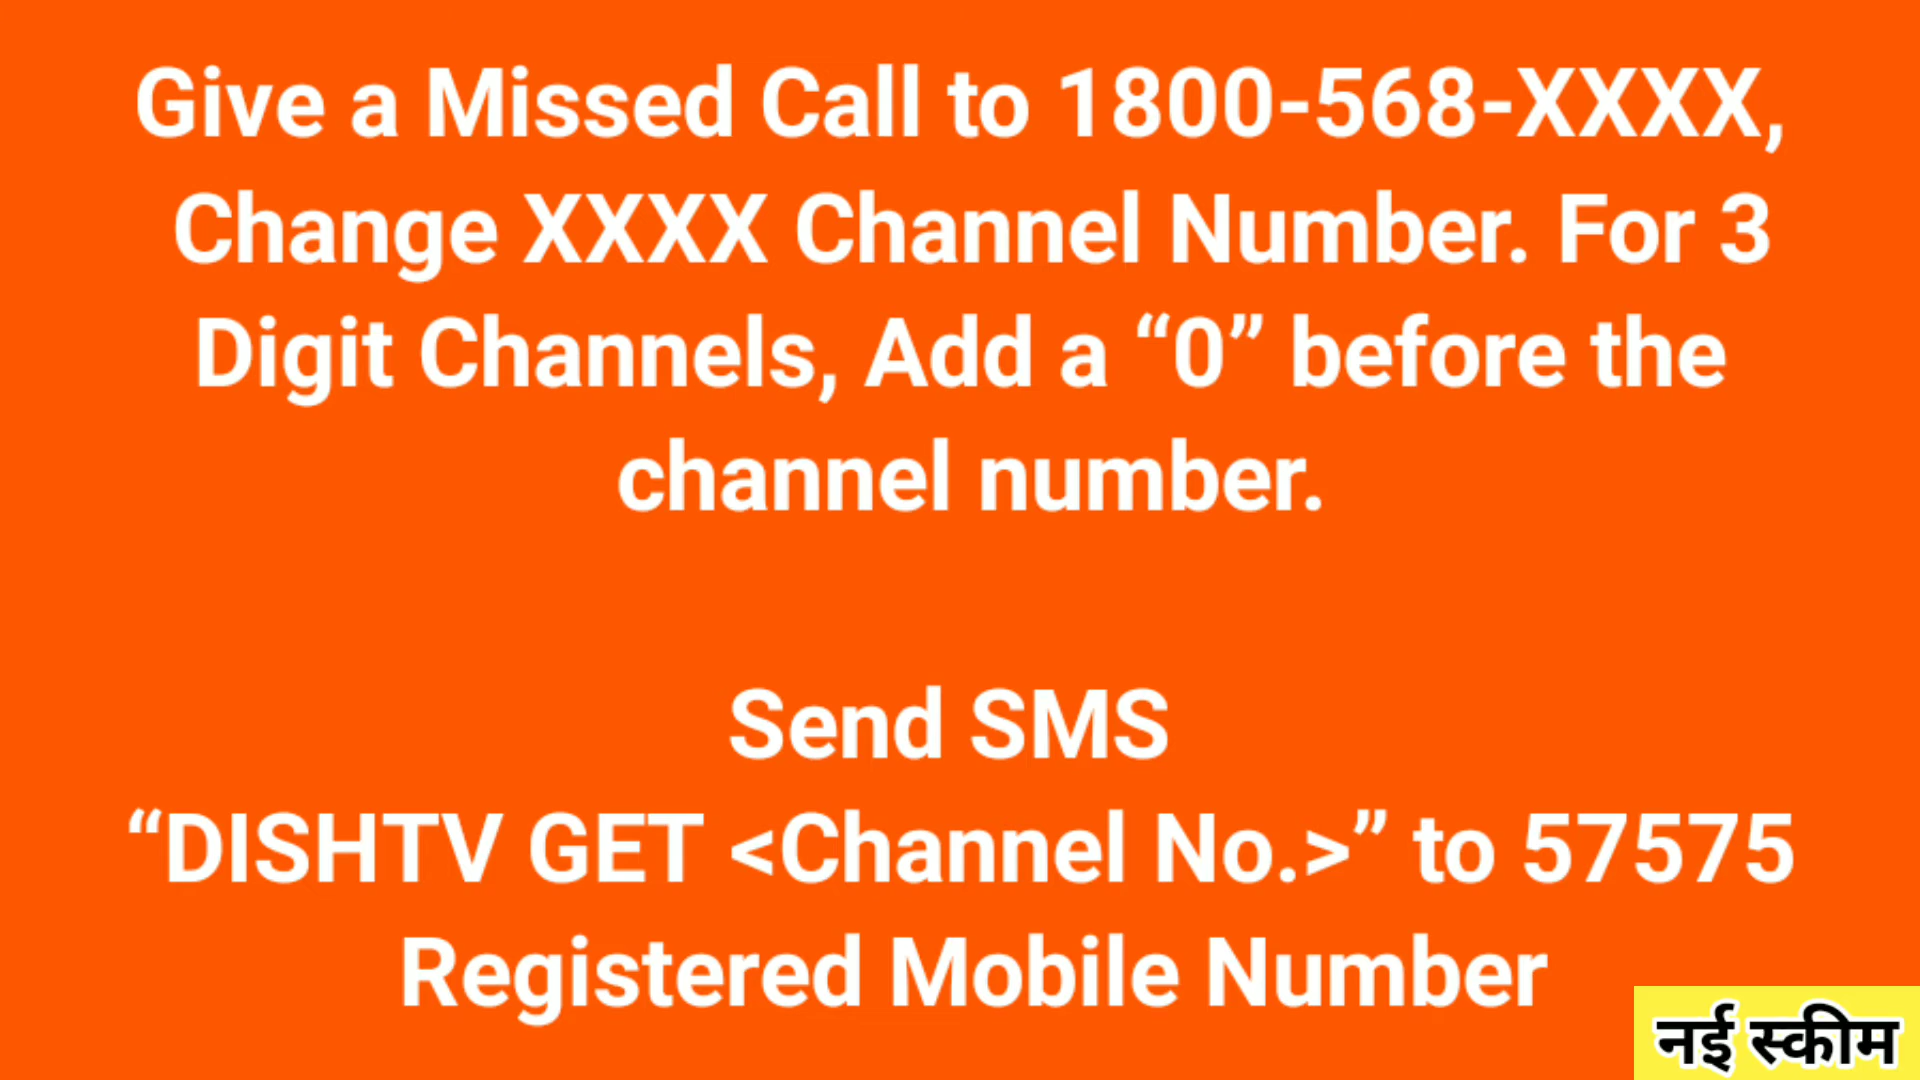 Give a Missed Call to 1800-568-XXXX,
Change XXXX Channel Number. For 3
Digit Channels, Add a “0” before the
channel number.
Send SMS
“DISHTV GET <Channel No.>” to 57575
Registered Mobile Number
नई स्कीम